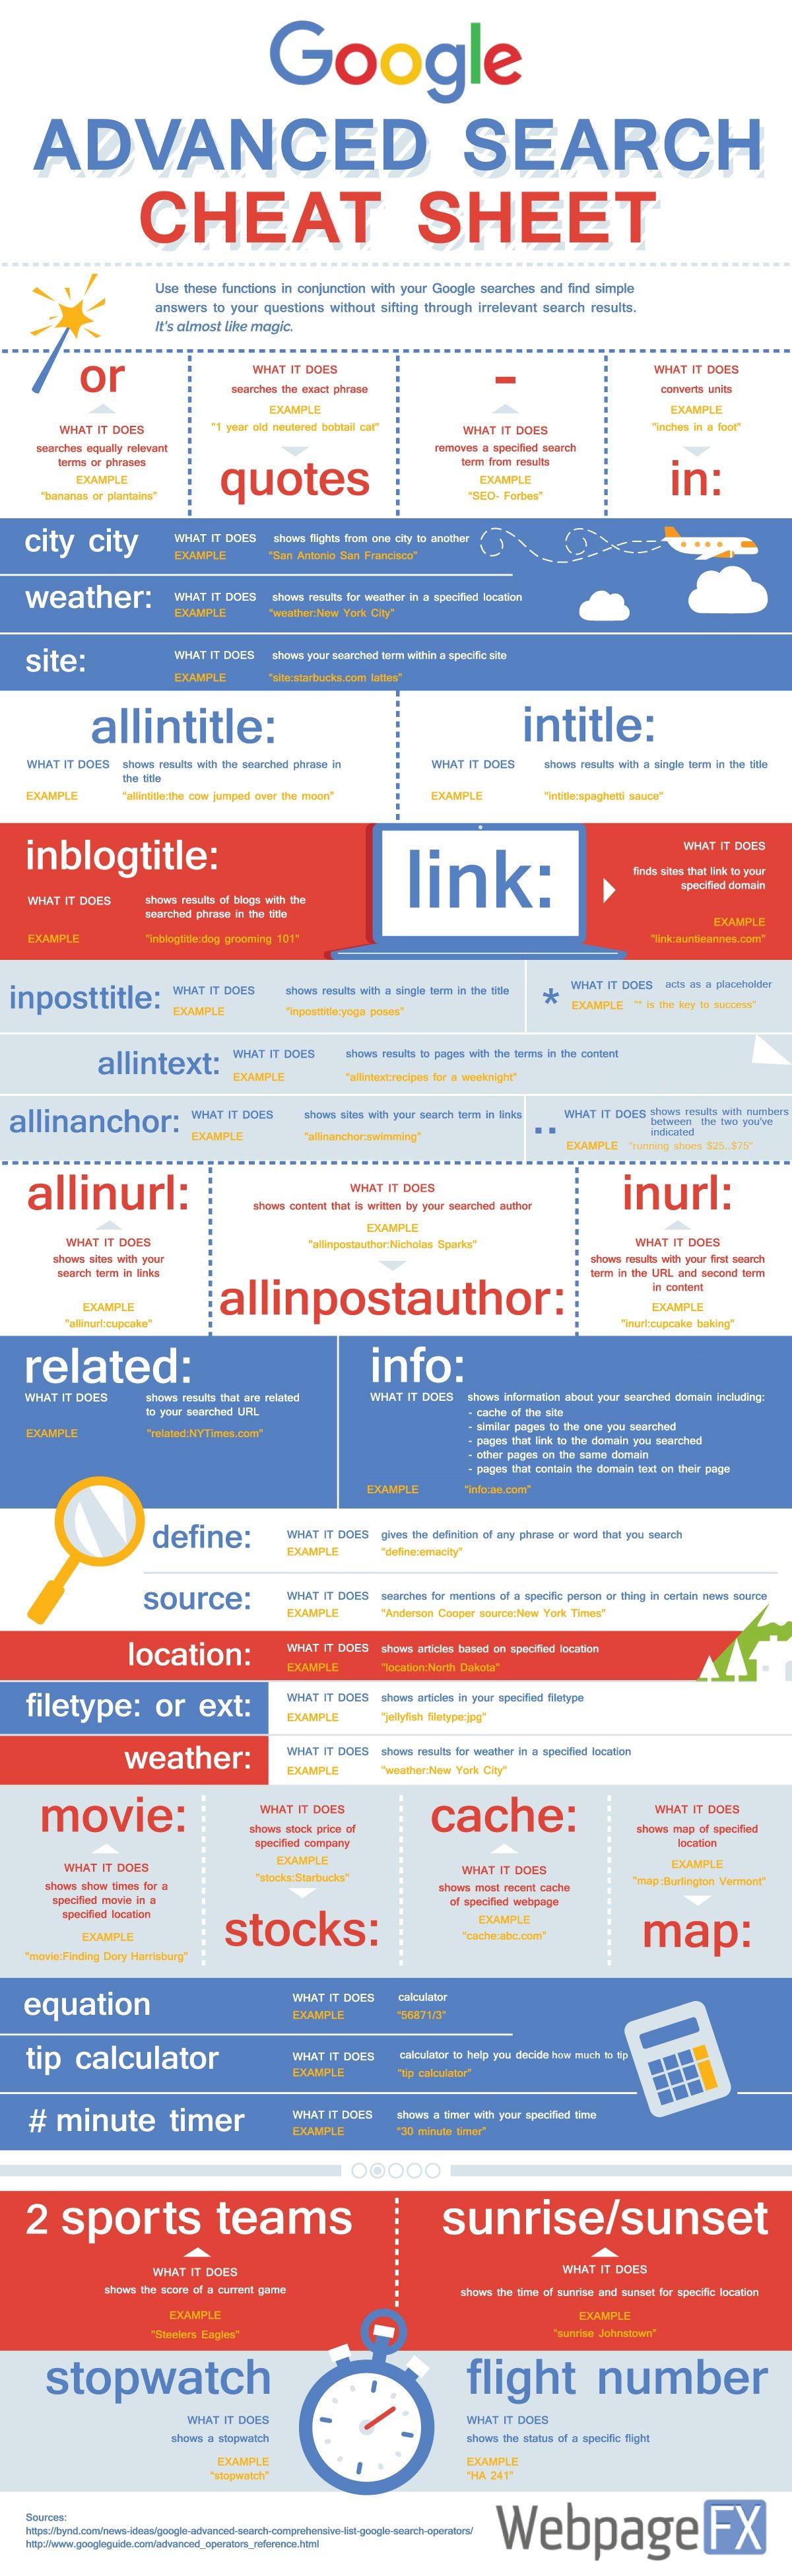 Google
ADVANCED SEARCH
CHEAT SHEET
Use these functions in conjunction with your Google searches and find simple
answers to your questions without sifting through irrelevant search results.
It's almost like magic.
or
WHAT IT DOES
searches equally relevant
terms or phrases
EXAMPLE
"bananas or plantains"
WHAT IT DOES
searches the exact phrase
EXAMPLE
"1 year old neutered bobtail cat"
quotes
-
WHAT IT DOES
removes a specified search
term from results
EXAMPLE
"SEO- Forbes"
WHAT IT DOES
converts units
EXAMPLE
"inches in a foot"
in:
city city
WHAT IT DOES shows flights from one city to another
EXAMPLE "San Antonio San Francisco"
weather:
WHAT IT DOES shows results for weather in a specified location
EXAMPLE "weather:New York City"
site:
WHAT IT DOES shows your searched term within a specific site
EXAMPLE "site:starbucks.com lattes"
allintitle:
WHAT IT DOES shows results with the searched phrase in
the title
EXAMPLE "allintitle:the cow jumped over the moon"
intitle:
WHAT IT DOES shows results with a single term in the title
EXAMPLE "intitle:spaghetti sauce"
inblogtitle:
WHAT IT DOES shows results of blogs with the
searched phrase in the title
EXAMPLE "inblogtitle:dog grooming 101"
link:
WHAT IT DOES
finds sites that link to your
specified domain
EXAMPLE
"link:auntieannes.com"
inposttitle:
WHAT IT DOES shows results with a single term in the title
EXAMPLE "inposttitle:yoga poses"
*
WHAT IT DOES acts as a placeholder
EXAMPLE "* is the key to success"
allintext:
WHAT IT DOES shows results to pages with the terms in the content
EXAMPLE "allintext:recipes for a weeknight"
allinanchor:
WHAT IT DOES shows sites with your search term in links
EXAMPLE "allinanchor:swimming"
..
WHAT IT DOES shows results with numbers
between the two you've
indicated
EXAMPLE "running shoes $25..$75"
allinurl:
WHAT IT DOES
shows sites with your
search term in links
EXAMPLE
"allinurl:cupcake"
WHAT IT DOES
shows content that is written by your searched author
EXAMPLE
"allinpostauthor:Nicholas Sparks"
allinpostauthor:
inurl:
WHAT IT DOES
shows results with your first search
term in the URL and second term
in content
EXAMPLE
"inurl:cupcake baking"
related:
WHAT IT DOES shows results that are related
to your searched URL
EXAMPLE "related:NYTimes.com"
info:
WHAT IT DOES shows information about your searched domain including:
- cache of the site
- similar pages to the one you searched
- pages that link to the domain you searched
- other pages on the same domain
- pages that contain the domain text on their page
EXAMPLE "info:ae.com"
define:
WHAT IT DOES gives the definition of any phrase or word that you search
EXAMPLE "define:emacity"
source:
WHAT IT DOES searches for mentions of a specific person or thing in certain news source
EXAMPLE "Anderson Cooper source:New York Times"
location:
WHAT IT DOES shows articles based on specified location
EXAMPLE "location:North Dakota"
filetype: or ext:
WHAT IT DOES shows articles in your specified filetype
EXAMPLE "jellyfish filetype:jpg"
weather:
WHAT IT DOES shows results for weather in a specified location
EXAMPLE "weather:New York City"
movie:
WHAT IT DOES
shows show times for a
specified movie in a
specified location
EXAMPLE
"movie:Finding Dory Harrisburg"
WHAT IT DOES
shows stock price of
specified company
EXAMPLE
"stocks:Starbucks"
stocks:
cache:
WHAT IT DOES
shows most recent cache
of specified webpage
EXAMPLE
"cache:abc.com"
WHAT IT DOES
shows map of specified
location
EXAMPLE
"map:Burlington Vermont"
map:
equation
WHAT IT DOES calculator
EXAMPLE "56871/3"
tip calculator
WHAT IT DOES calculator to help you decide how much to tip
EXAMPLE "tip calculator"
# minute timer
WHAT IT DOES shows a timer with your specified time
EXAMPLE "30 minute timer"
2 sports teams
WHAT IT DOES
shows the score of a current game
EXAMPLE
"Steelers Eagles"
sunrise/sunset
WHAT IT DOES
shows the time of sunrise and sunset for specific location
EXAMPLE
"sunrise Johnstown"
stopwatch
WHAT IT DOES
shows a stopwatch
EXAMPLE
"stopwatch"
flight number
WHAT IT DOES
shows the status of a specific flight
EXAMPLE
"HA 241"
Sources:
https://bynd.com/news-ideas/google-advanced-search-comprehensive-list-google-search-operators/
http://www.googleguide.com/advanced_operators_reference.html
WebpageFX